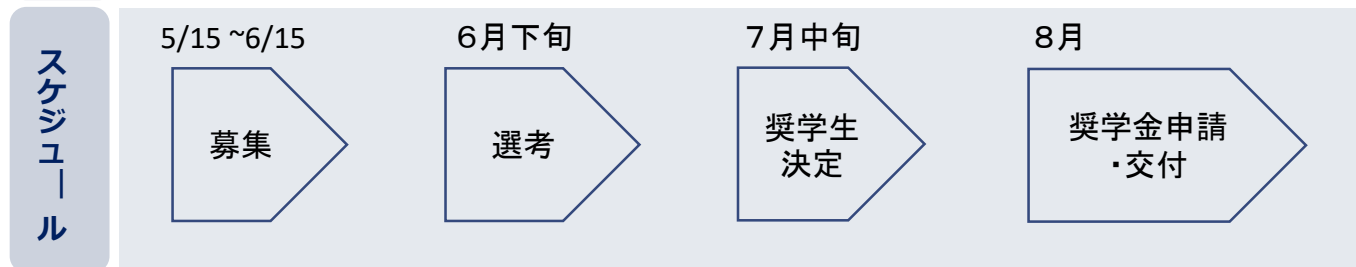 スケジュール
5/15 ~6/15
募集
６月下旬
選考
７月中旬
奨学生
決定
８月
奨学金申請
・交付